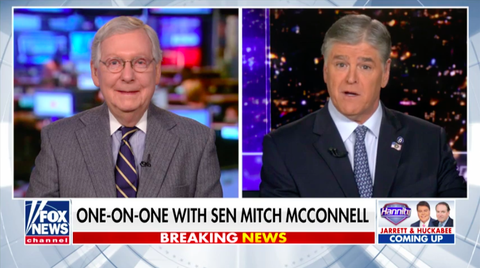 FOX
NEWS
channel
ONE-ON-ONE WITH SEN MITCH MCCONNELL
BREAKING NEWS
Hannity
JARRETT & HUCKABEE
COMING UP